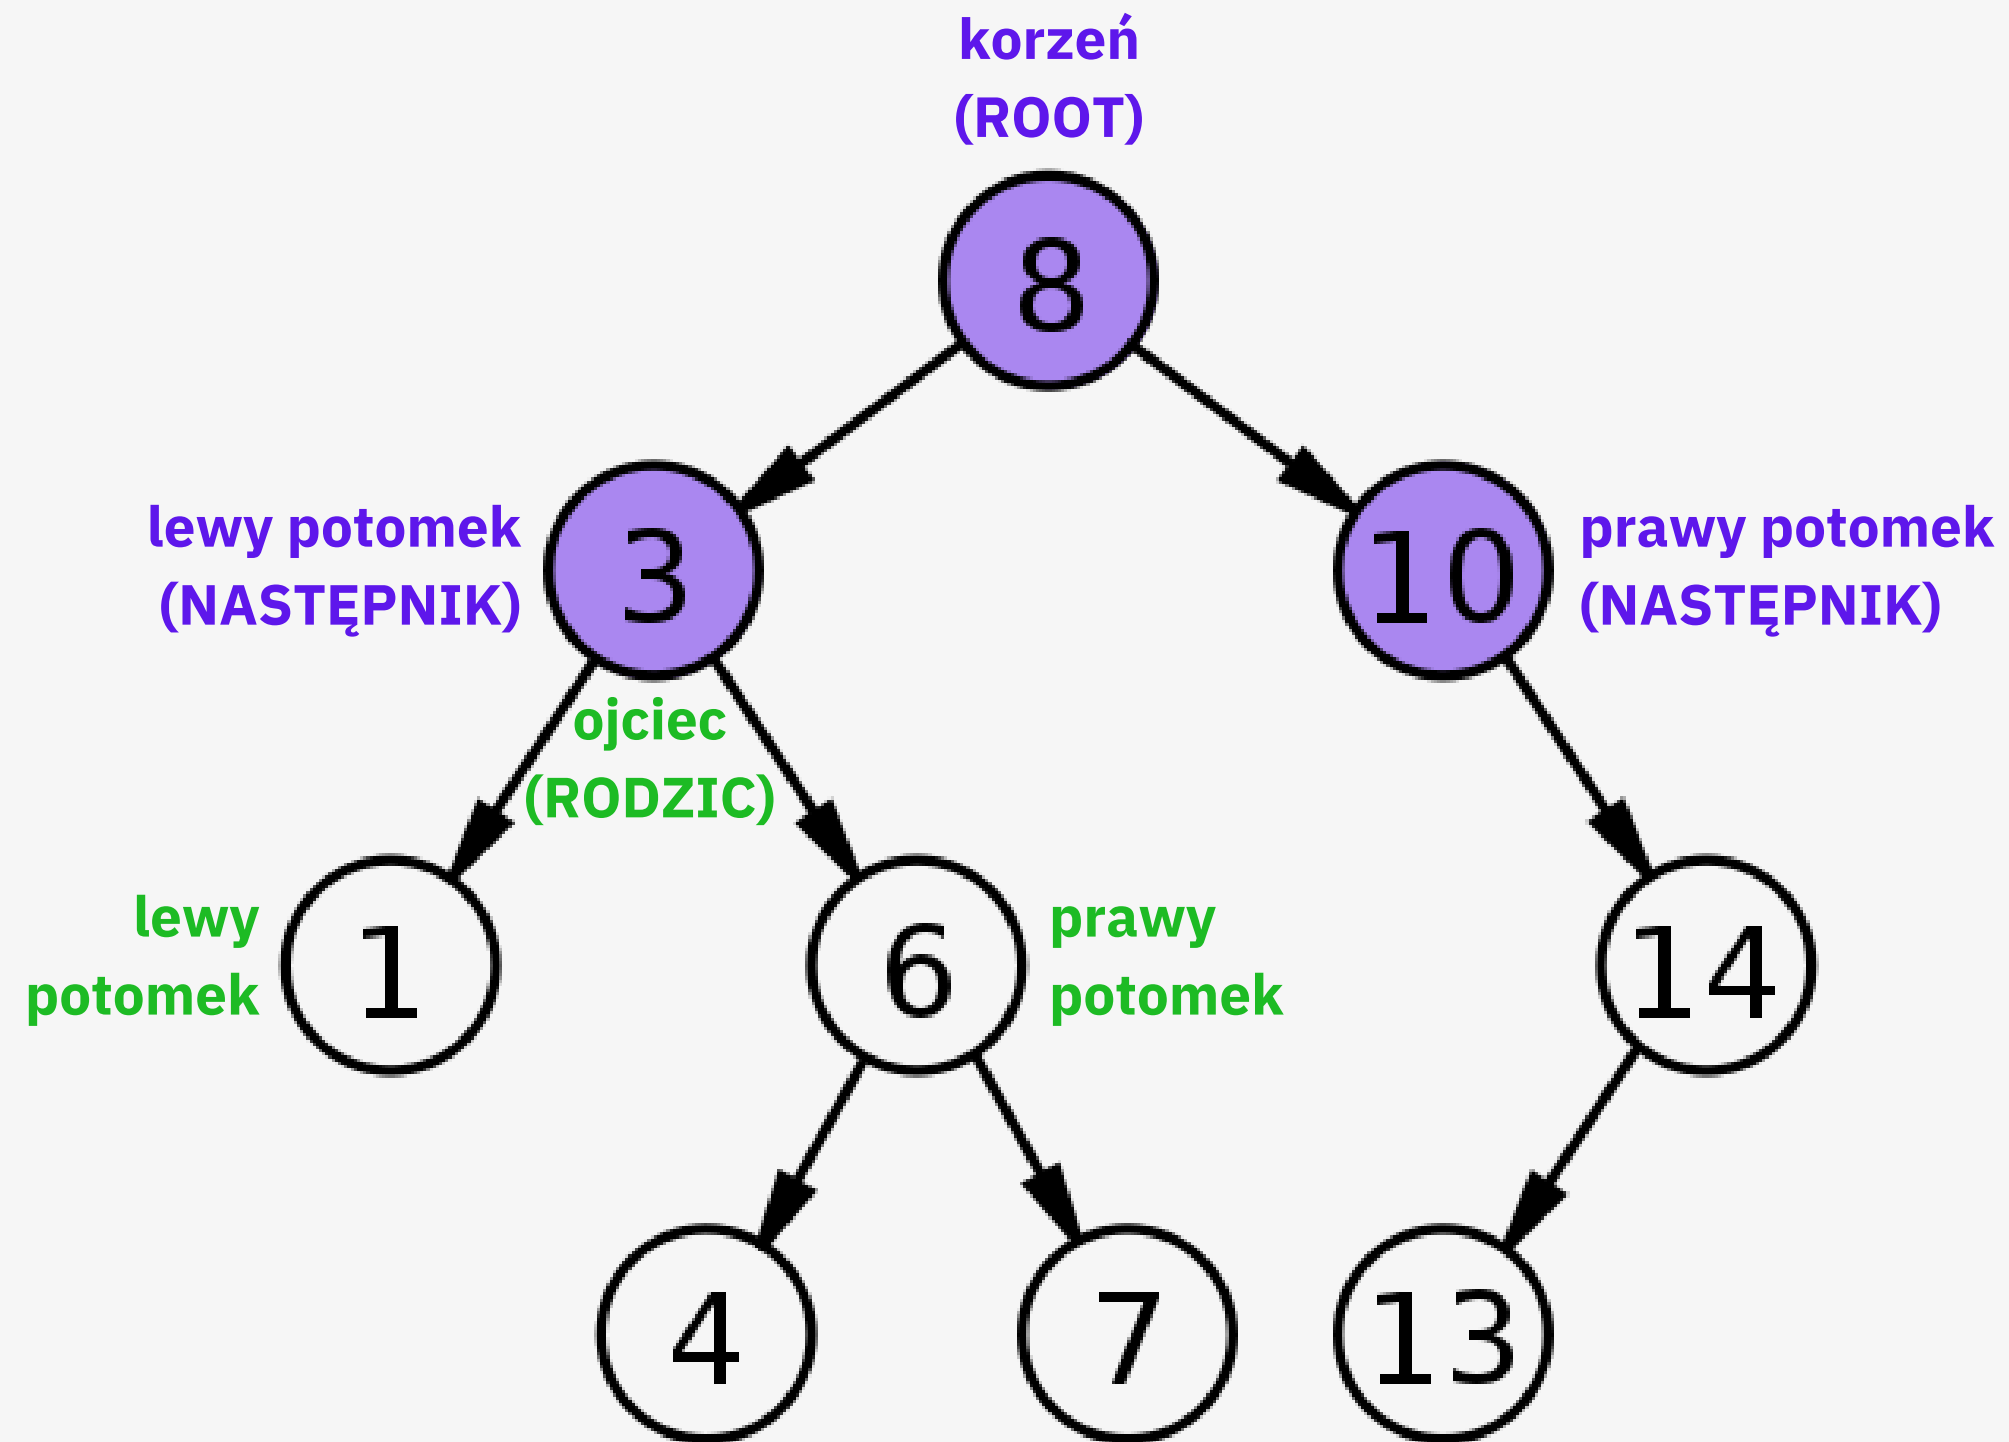 korzeń
(ROOT)
8
lewy potomek
(NASTĘPNIK)
3
10
prawy potomek
(NASTĘPNIK)
ojciec
(RODZIC)
lewy
potomek
1
6
prawy
potomek
14
4
7
13